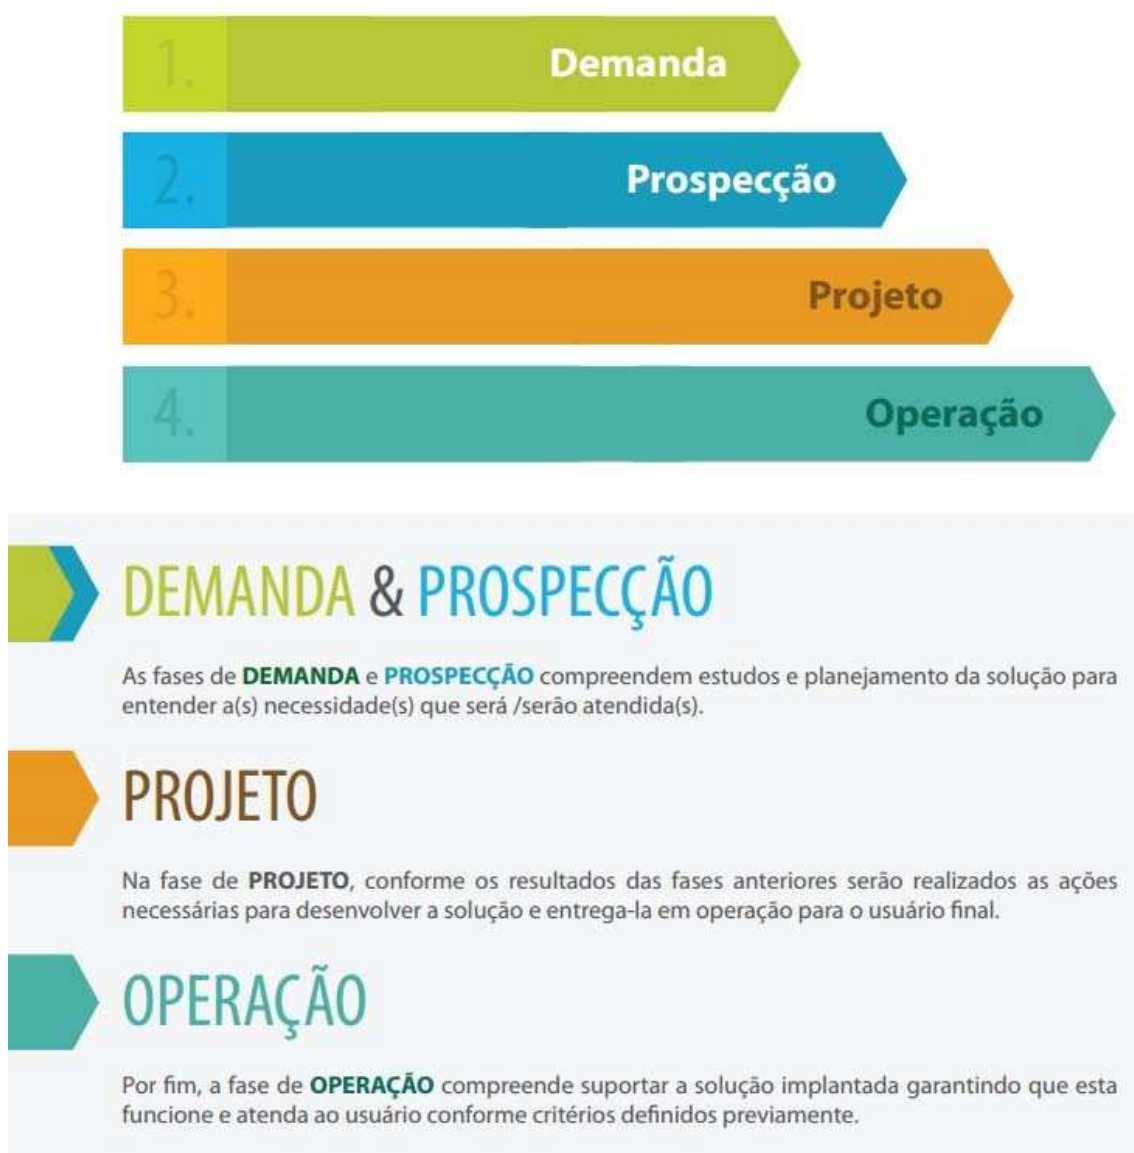 1. Demanda
2. Prospecção
3. Projeto
4. Operação
DEMANDA & PROSPECÇÃO
As fases de DEMANDA e PROSPECÇÃO compreendem estudos e planejamento da solução para
entender a(s) necessidade(s) que será /serão atendida(s).
PROJETO
Na fase de PROJETO, conforme os resultados das fases anteriores serão realizados as ações
necessárias para desenvolver a solução e entrega-la em operação para o usuário final.
OPERAÇÃO
Por fim, a fase de OPERAÇÃO compreende suportar a solução implantada garantindo que esta
funcione e atenda ao usuário conforme critérios definidos previamente.